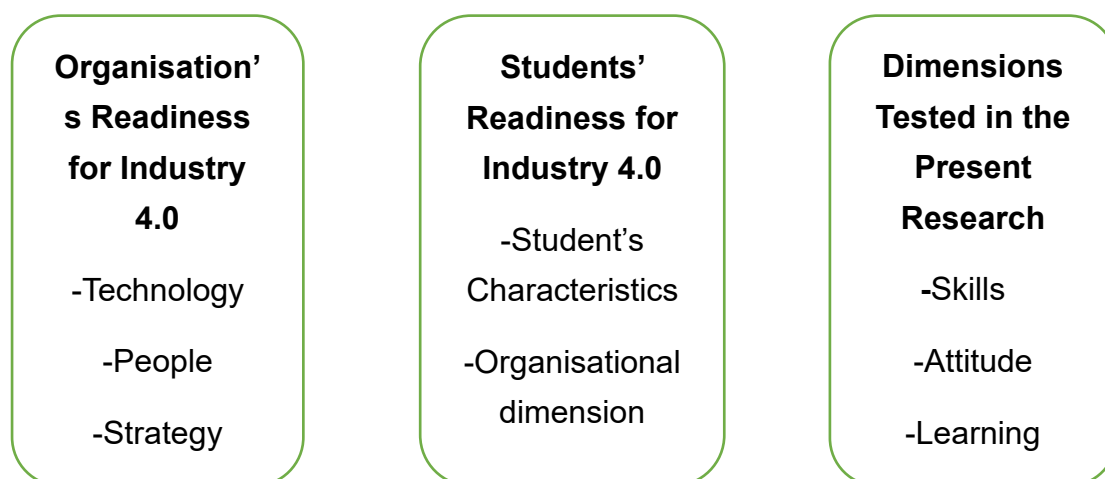 Organisation’
s Readiness
for Industry
4.0
-Technology
-People
-Strategy
Students’
Readiness for
Industry 4.0
-Student’s
Characteristics
-Organisational
dimension
Dimensions
Tested in the
Present
Research
-Skills
-Attitude
-Learning